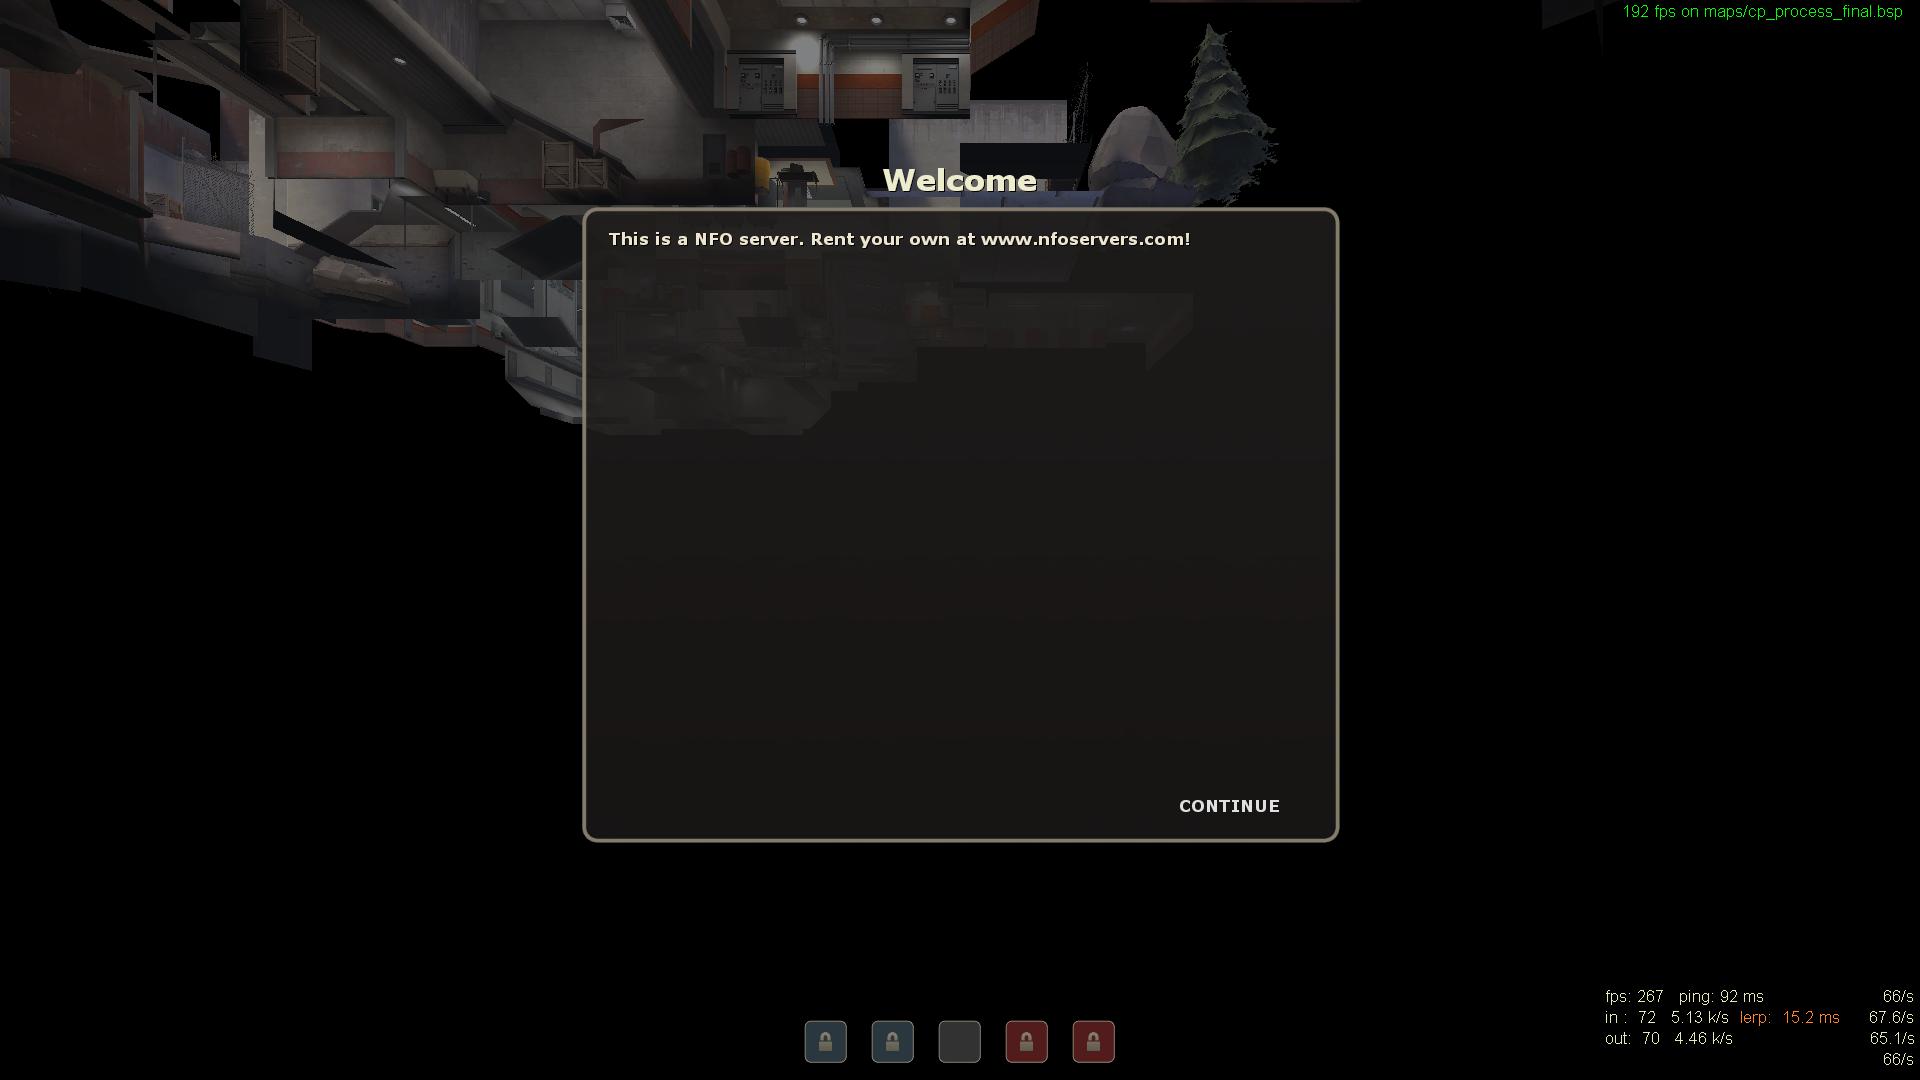 192 fps on maps/cp_process_final.bsp
Welcome
This is a NFO server. Rent your own at www.nfoservers.com!
CONTINUE
fps: 267 ping: 92 ms 66/s
in : 72 5.13 k/s lerp: 15.2 ms 67.6/s
out: 70 4.46 k/s 65.1/s
66/s